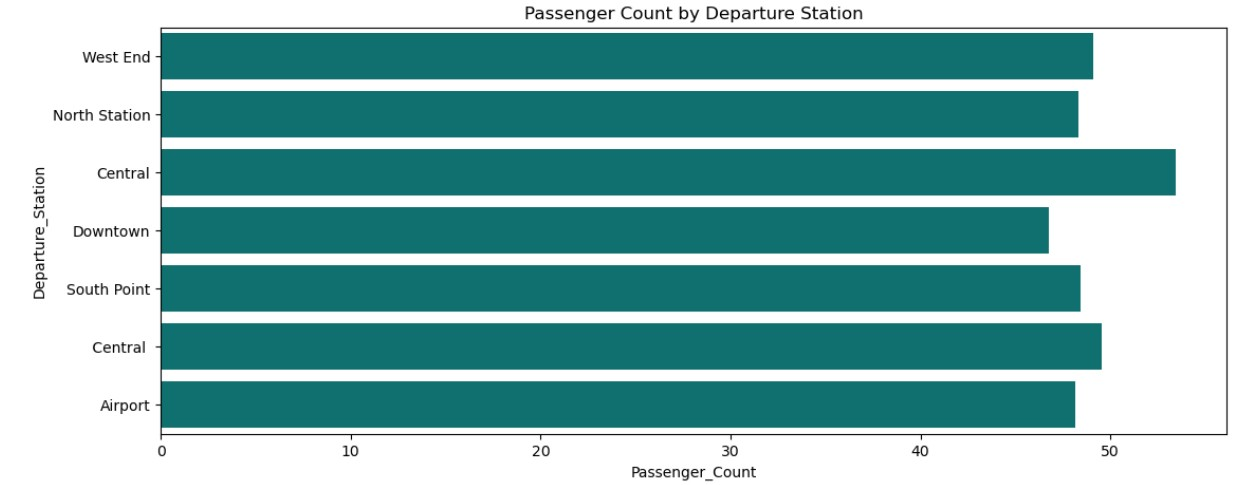 Passenger Count by Departure Station
Departure_Station
West End
North Station
Central
Downtown
South Point
Central
Airport
0 10 20 30 40 50
Passenger_Count